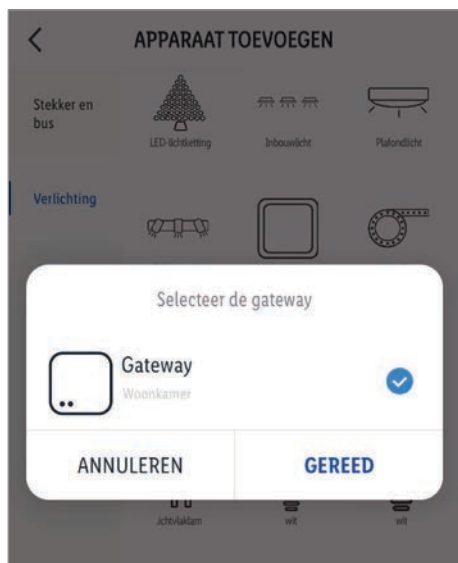 APPARAAT TOEVOEGEN
Stekker en
bus
LED-lichtketting
Inbouwlicht
Plafondlicht
Verlichting
Selecteer de gateway
Gateway
Woonkamer
ANNULEREN
GEREED
wit
wit